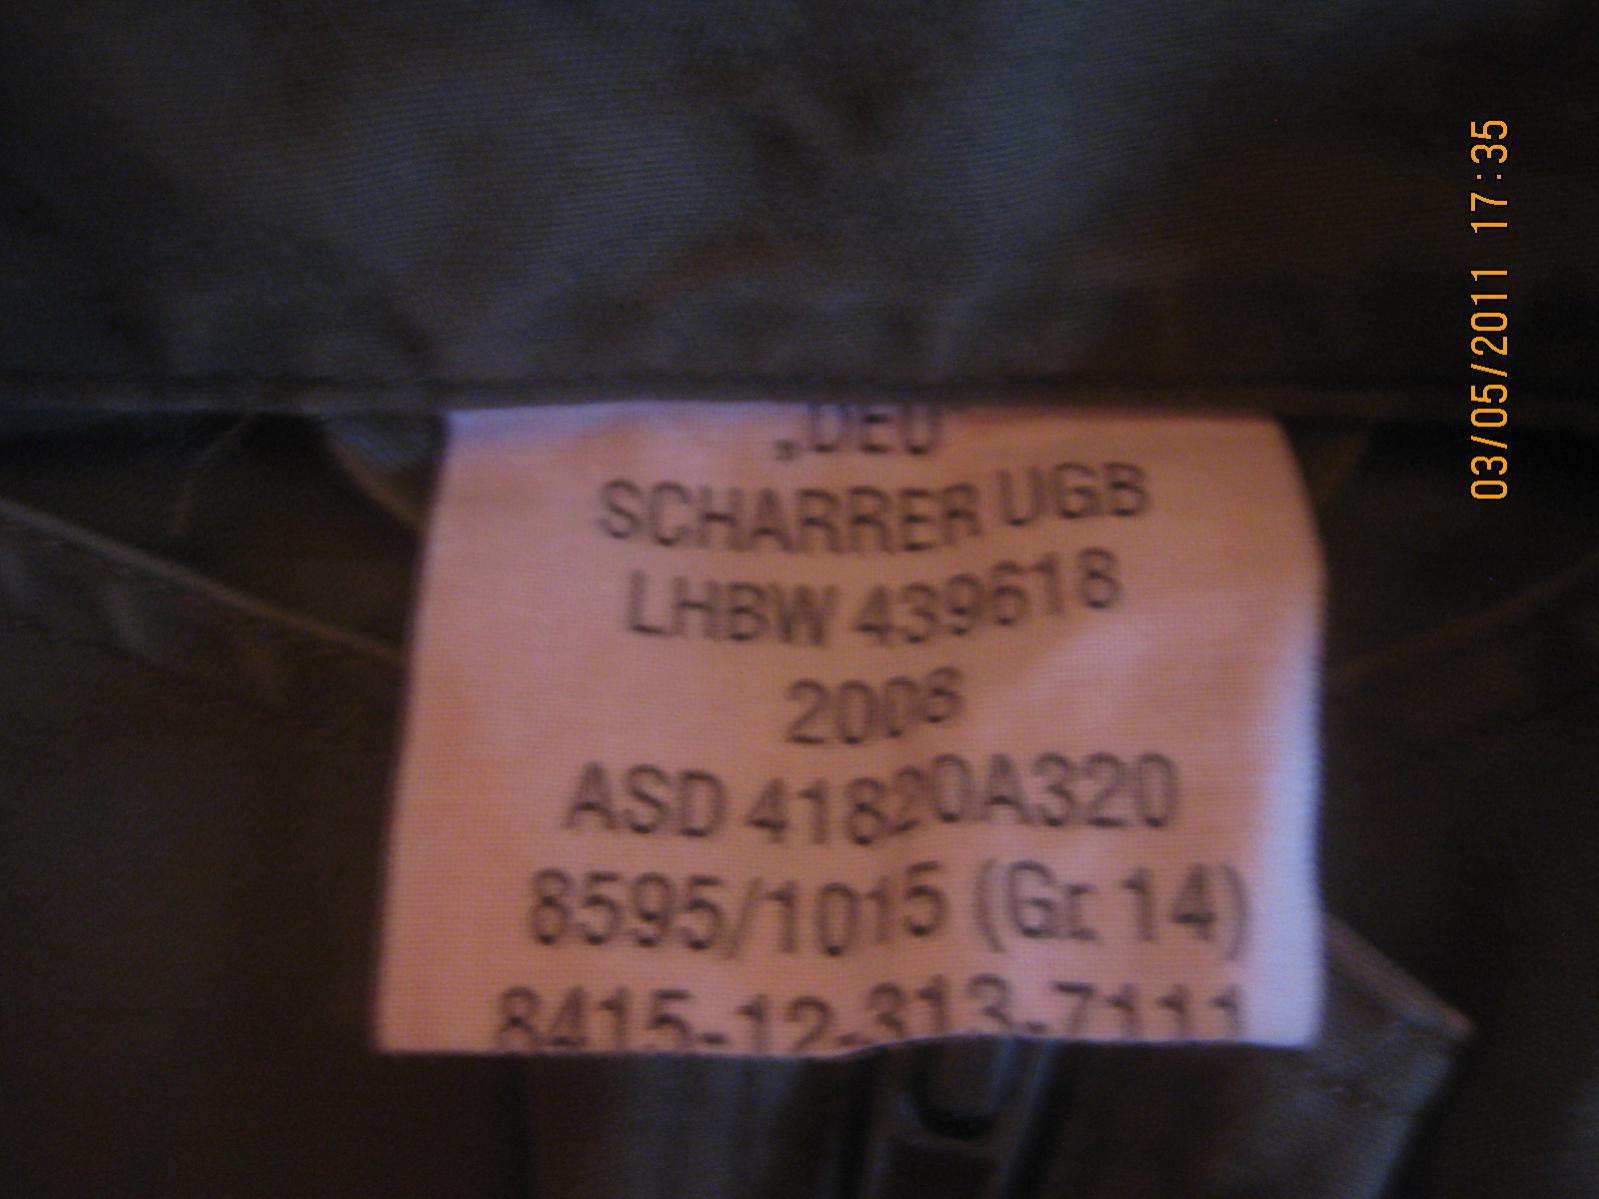 „DEU"
SCHARRER UGB
LHBW 439618
2008
ASD 41820A320
8595/1015 (Gr. 14)
8415-12-313-7111
03/05/2011 17:35